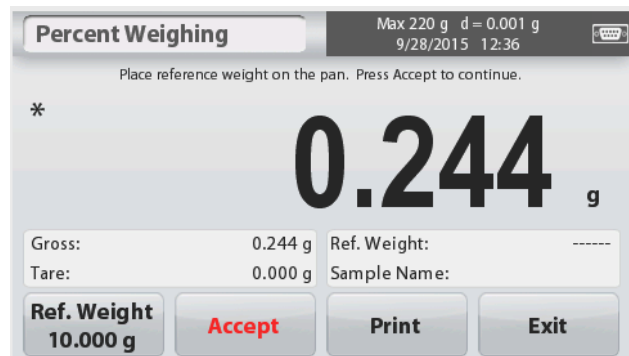 Percent Weighing
Max 220 g d = 0.001 g
9/28/2015 12:36
Place reference weight on the pan. Press Accept to continue.
*
0.244 g
Gross: 0.244 g
Tare: 0.000 g
Ref. Weight: ------
Sample Name:
Ref. Weight
10.000 g
Accept
Print
Exit